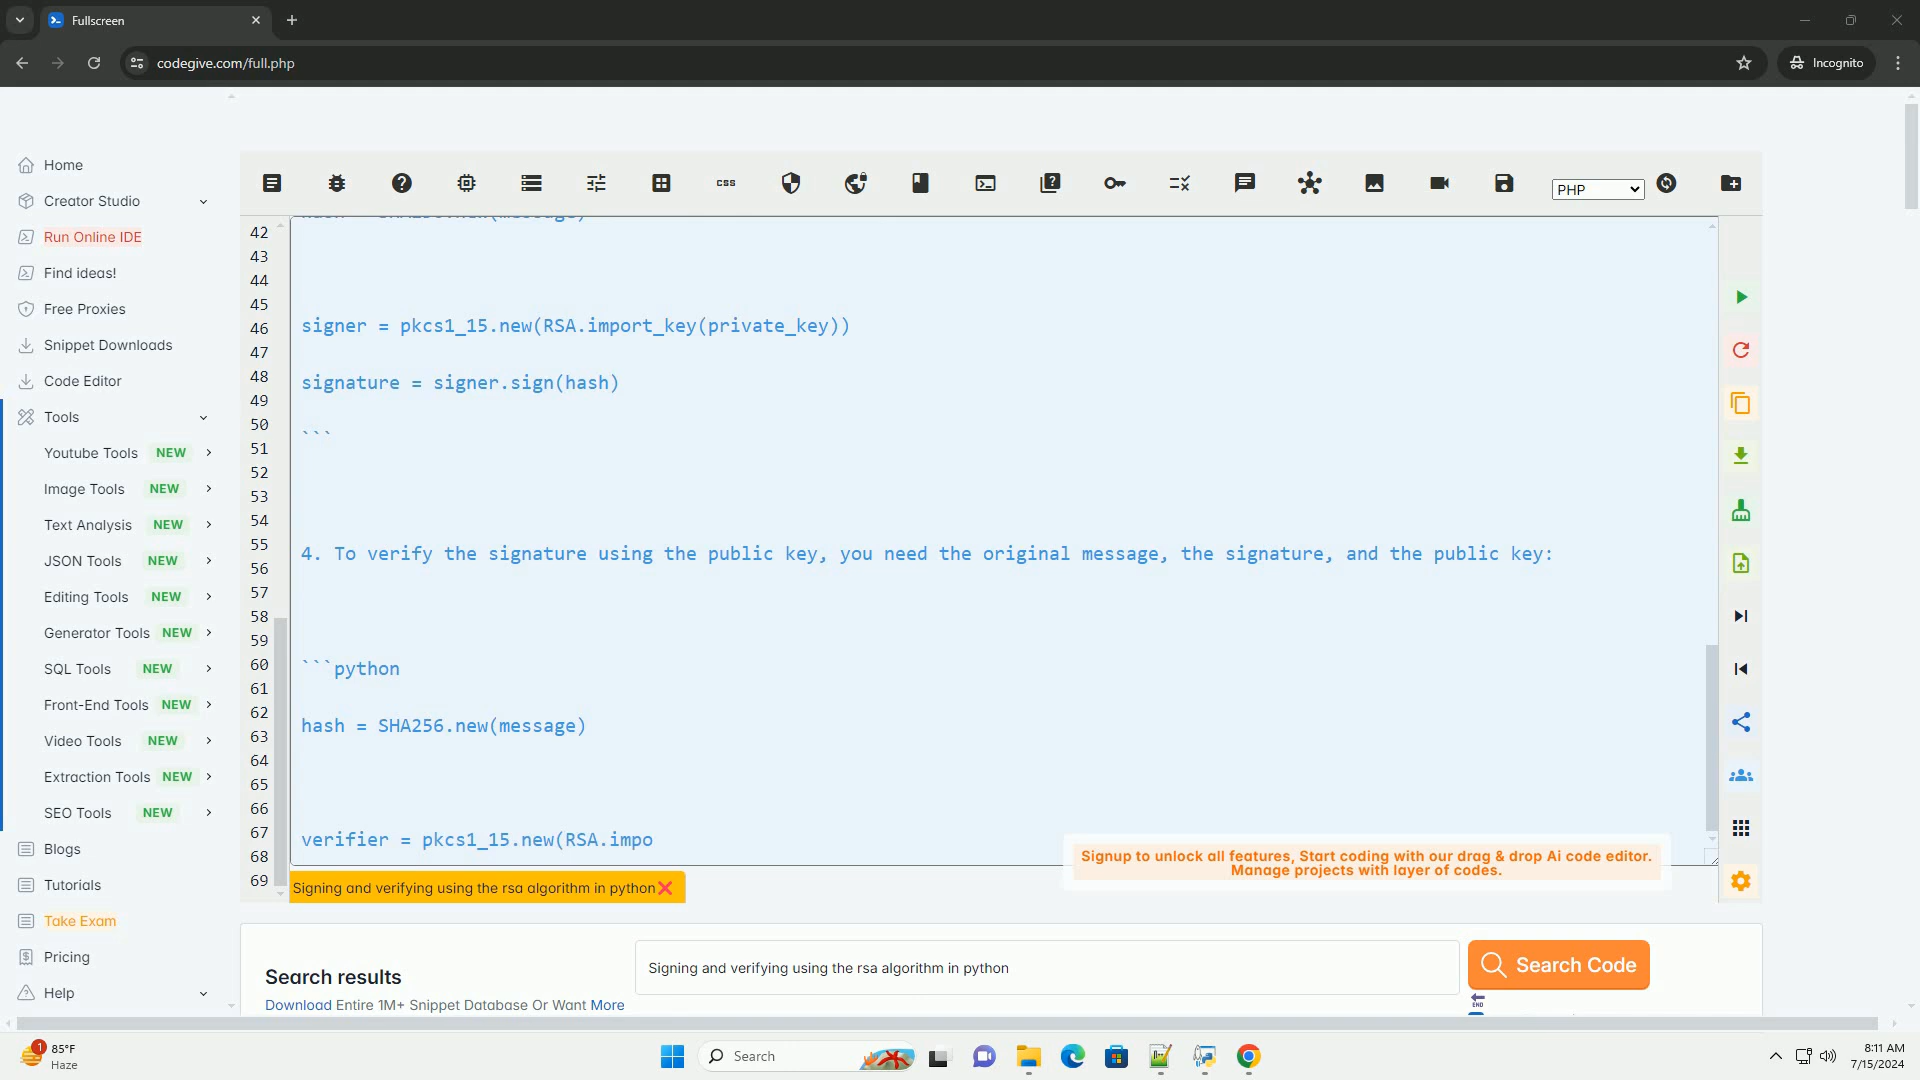 Fullscreen
codegive.com/full.php
Incognito
Home
Creator Studio
Run Online IDE
Find ideas!
Free Proxies
Snippet Downloads
Code Editor
Tools
Youtube Tools NEW
Image Tools NEW
Text Analysis NEW
JSON Tools NEW
Editing Tools NEW
Generator Tools NEW
SQL Tools NEW
Front-End Tools NEW
Video Tools NEW
Extraction Tools NEW
SEO Tools NEW
Blogs
Tutorials
Take Exam
Pricing
Help
css
PHP
42
43
44
45
46
47
48
49
50
51
52
53
54
55
56
57
58
59
60
61
62
63
64
65
66
67
68
69
signer = pkcs1_15.new(RSA.import_key(private_key))
signature = signer.sign(hash)
```
4. To verify the signature using the public key, you need the original message, the signature, and the public key:
```python
hash = SHA256.new(message)
verifier = pkcs1_15.new(RSA.impo
Signup to unlock all features, Start coding with our drag & drop Ai code editor.
Manage projects with layer of codes.
Signing and verifying using the rsa algorithm in python
Search results
Download Entire 1M+ Snippet Database Or Want More
Signing and verifying using the rsa algorithm in python
Search Code
END
1
85°F
Haze
Search
8:11 AM
7/15/2024